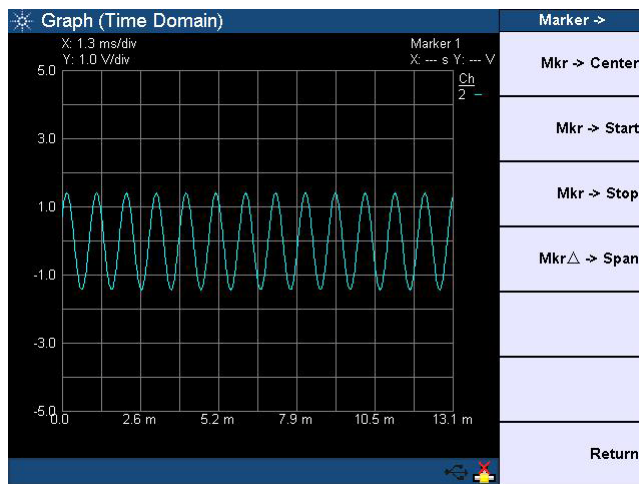 Graph (Time Domain)
Marker ->
X: 1.3 ms/div
Y: 1.0 V/div
Marker 1
X: --- s Y: --- V
Ch
2
5.0
3.0
1.0
-1.0
-3.0
-5.0
0.0
2.6 m
5.2 m
7.9 m
10.5 m
13.1 m
Mkr -> Center
Mkr -> Start
Mkr -> Stop
Mkr△ -> Span
Return